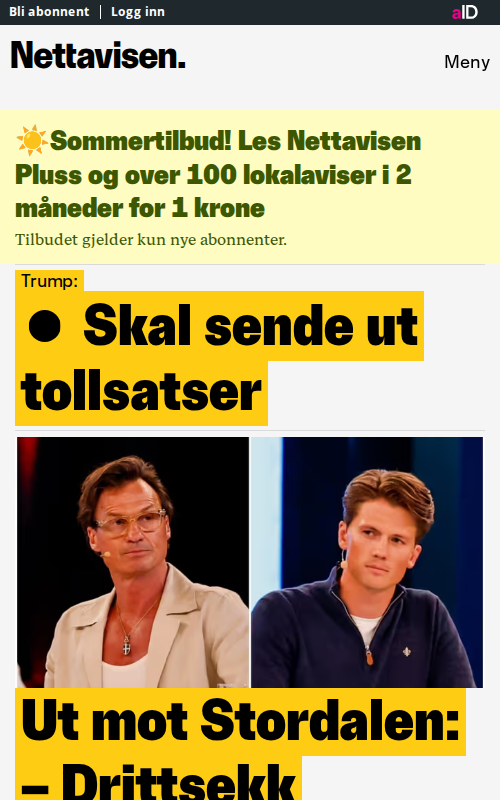 Bli abonnent
Logg inn
aID
Nettavisen.
Meny
Sommertilbud! Les Nettavisen
Pluss og over 100 lokalaviser i 2
måneder for 1 krone
Tilbudet gjelder kun nye abonnenter.
Trump:
● Skal sende ut
tollsatser
Ut mot Stordalen:
– Drittsekk